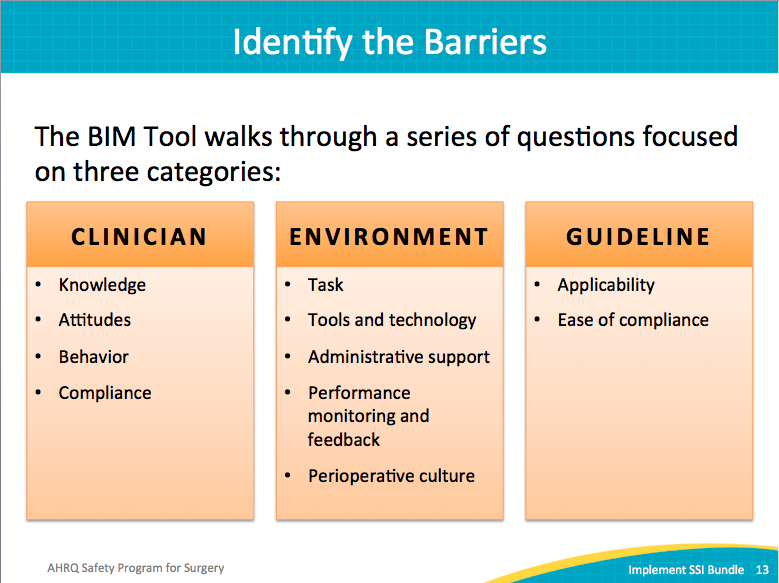 Identify the Barriers
The BIM Tool walks through a series of questions focused
on three categories:
CLINICIAN
• Knowledge
• Attitudes
• Behavior
• Compliance
ENVIRONMENT
• Task
• Tools and technology
• Administrative support
• Performance
monitoring and
feedback
• Perioperative culture
GUIDELINE
• Applicability
• Ease of compliance
AHRQ Safety Program for Surgery
Implement SSI Bundle 13